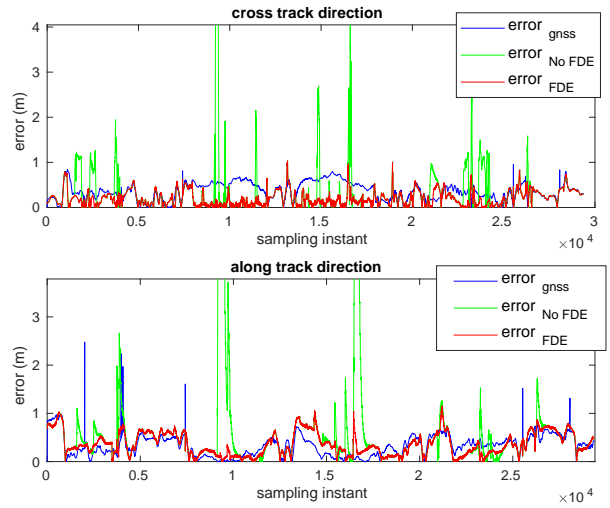 cross track direction
4
3
2
1
0
error (m)
error gnss
error No FDE
error FDE
0 0.5 1 1.5 2 2.5 3
sampling instant
×10 4
along track direction
3
2
1
0
error (m)
error gnss
error No FDE
error FDE
0 0.5 1 1.5 2 2.5
sampling instant
×10 4